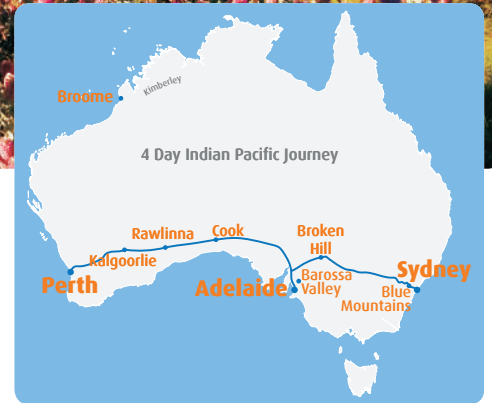 Kimberley
Broome
4 Day Indian Pacific Journey
Rawlinna
Cook
Broken
Hill
Kalgoorlie
Perth
Adelaide
Barossa
Valley
Sydney
Blue
Mountains